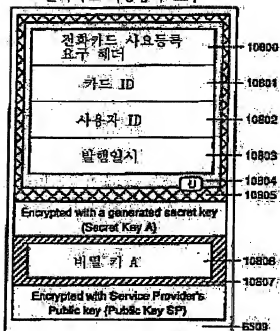 전화카드 사용등록
요구 헤더
10800
카드 ID
10801
사용자 ID
10802
발행일시
10803
U
10804
10805
Encrypted with a generated secret key
(Secret Key A)
비밀 키 A
10806
10807
Encrypted with Service Provider's
Public key (Public Key SP)
6303